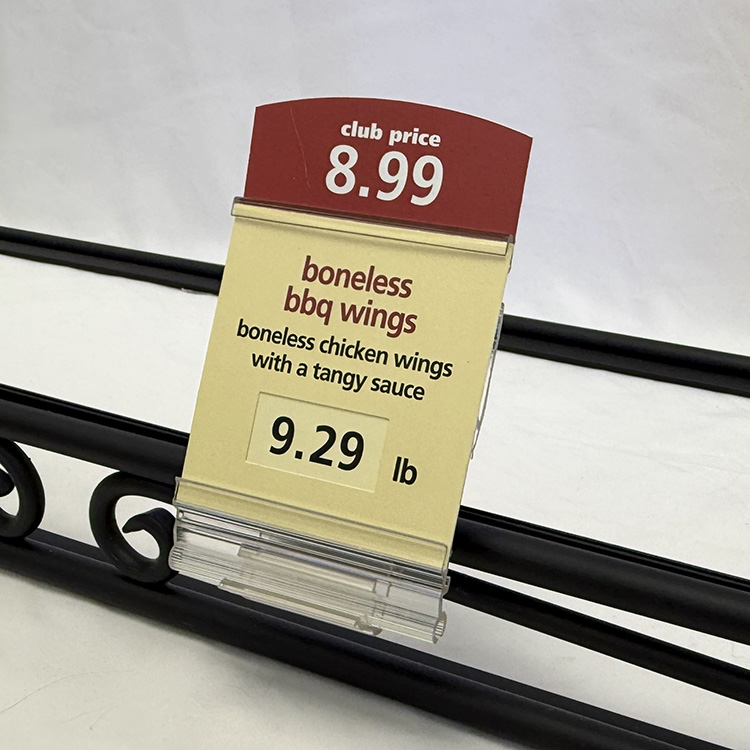 club price
8.99
boneless
bbq wings
boneless chicken wings
with a tangy sauce
9.29 lb